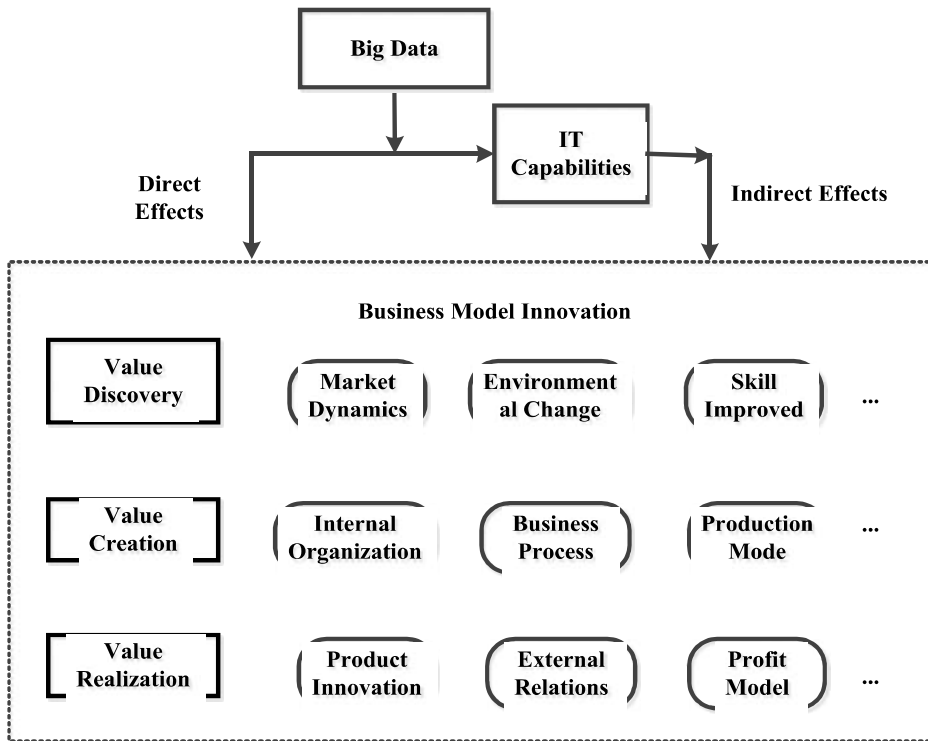 Big Data
IT
Capabilities
Direct
Effects
Indirect Effects
Business Model Innovation
Value
Discovery
Market
Dynamics
Environment
al Change
Skill
Improved
...
Value
Creation
Internal
Organization
Business
Process
Production
Mode
...
Value
Realization
Product
Innovation
External
Relations
Profit
Model
...